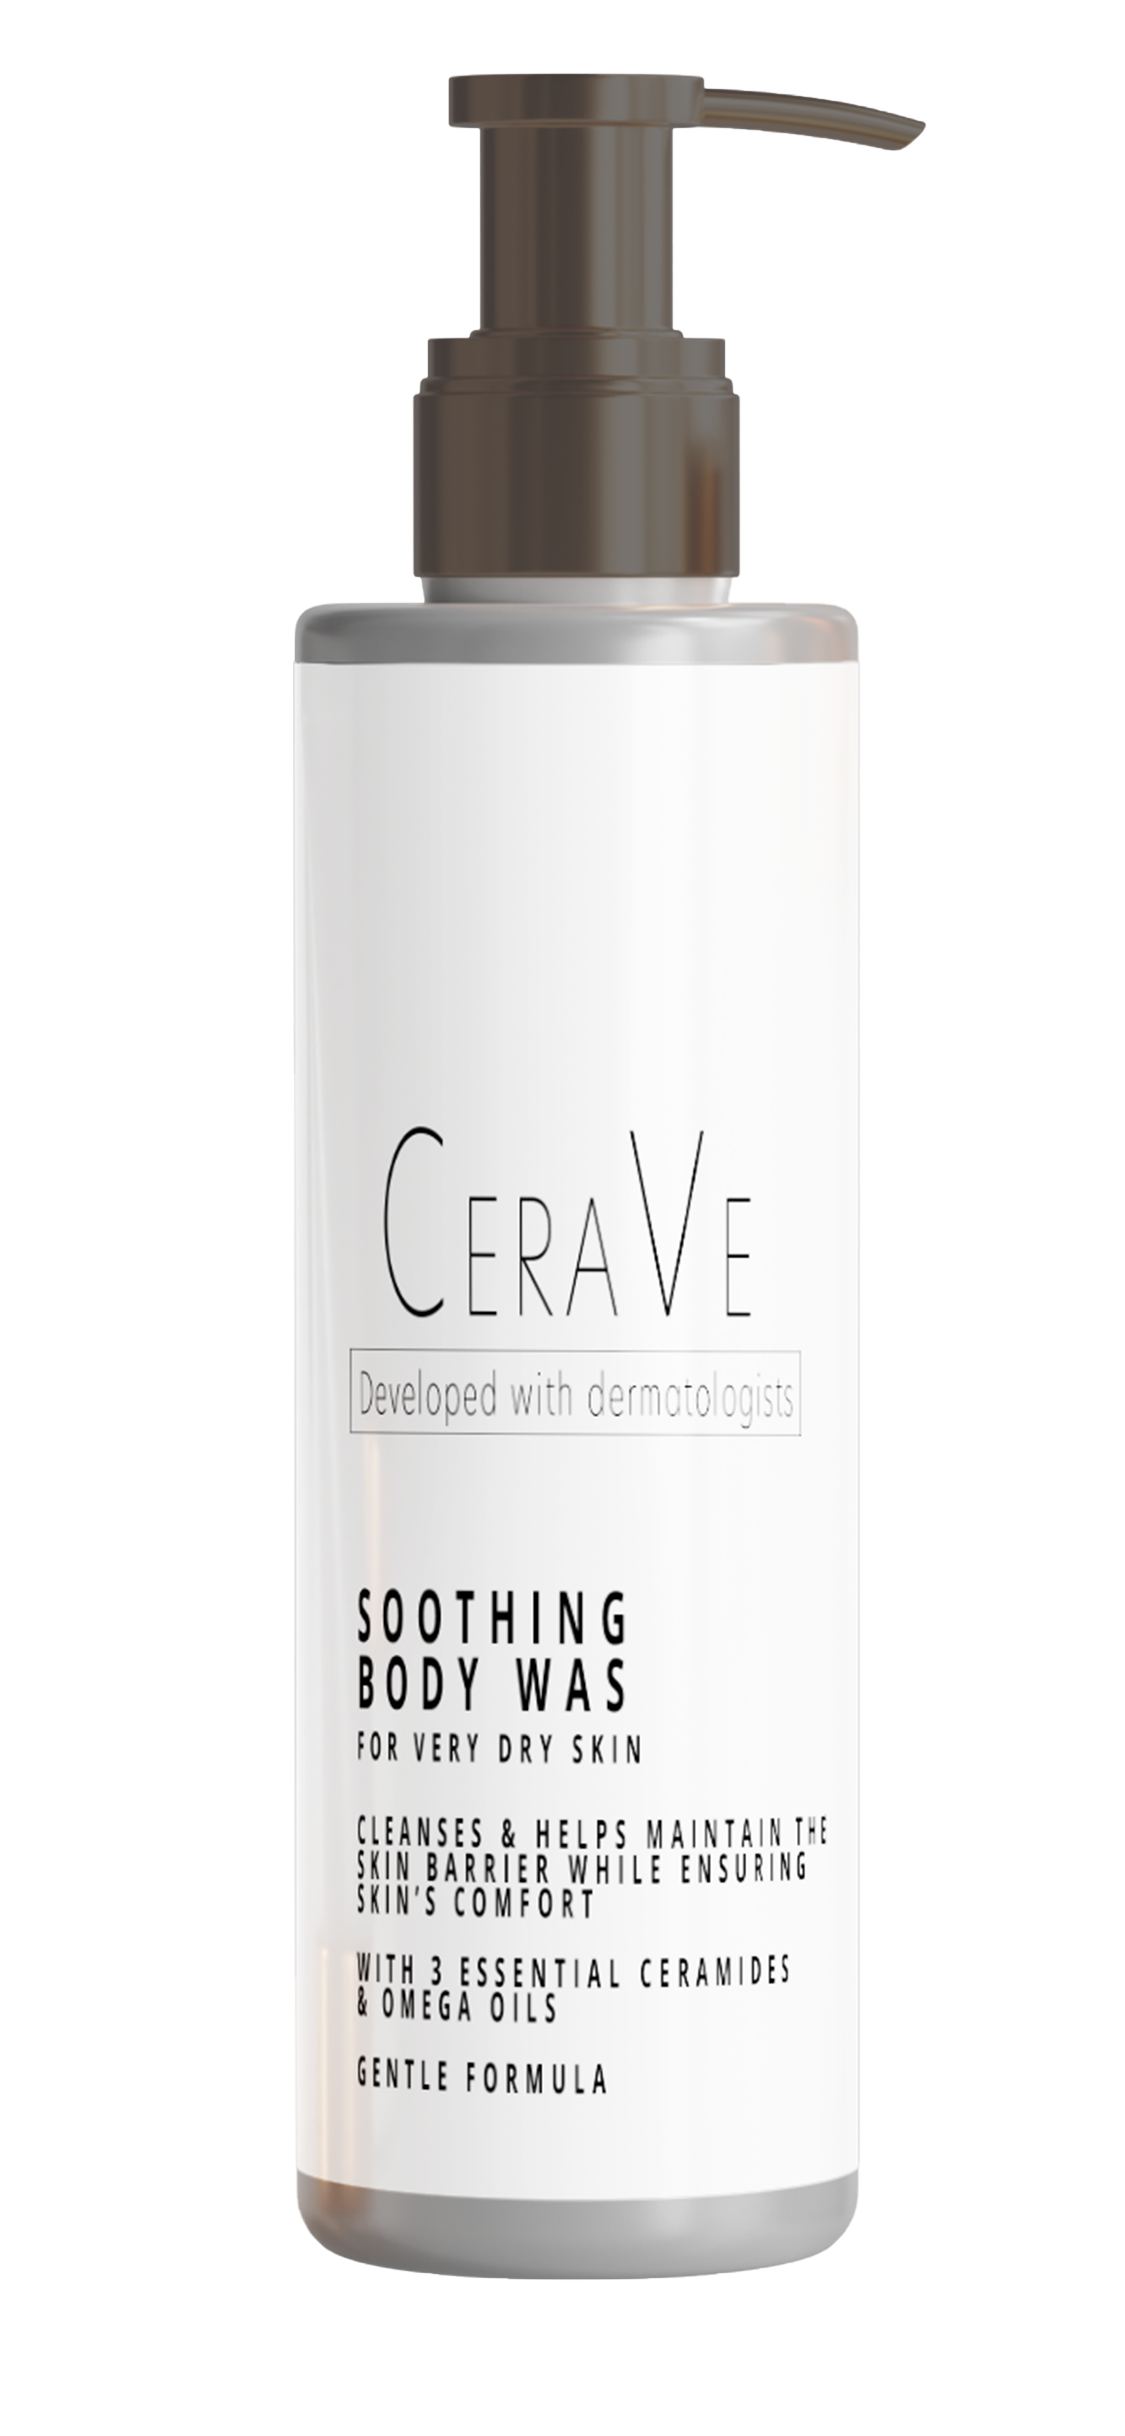 CERAVE
Developed with dermatologists
SOOTHING
BODY WAS
FOR VERY DRY SKIN
CLEANSES & HELPS MAINTAIN THE
SKIN BARRIER WHILE ENSURING
SKIN'S COMFORT
WITH 3 ESSENTIAL CERAMIDES
& OMEGA OILS
GENTLE FORMULA